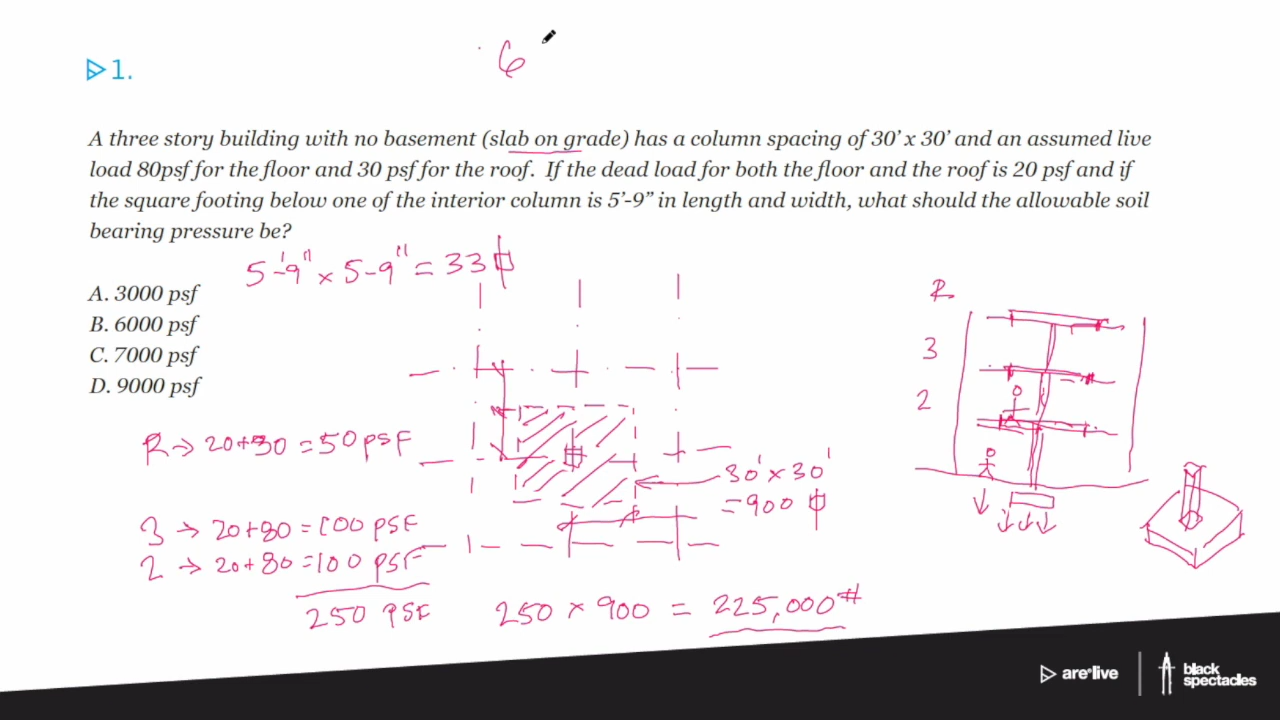 6
1.
A three story building with no basement (slab on grade) has a column spacing of 30’ x 30’ and an assumed live
load 80psf for the floor and 30 psf for the roof.  If the dead load for both the floor and the roof is 20 psf and if
the square footing below one of the interior column is 5’-9” in length and width, what should the allowable soil
bearing pressure be?
5'-9" x 5-9" = 33
A. 3000 psf
B. 6000 psf
C. 7000 psf
D. 9000 psf
R
3
2
R → 20+30 = 50 PSF
30' x 30'
= 900
3 → 20+80 = 100 PSF
2 → 20+80 = 100 PSF
250 PSF
250 x 900 = 225,000#
are live
black
spectacles